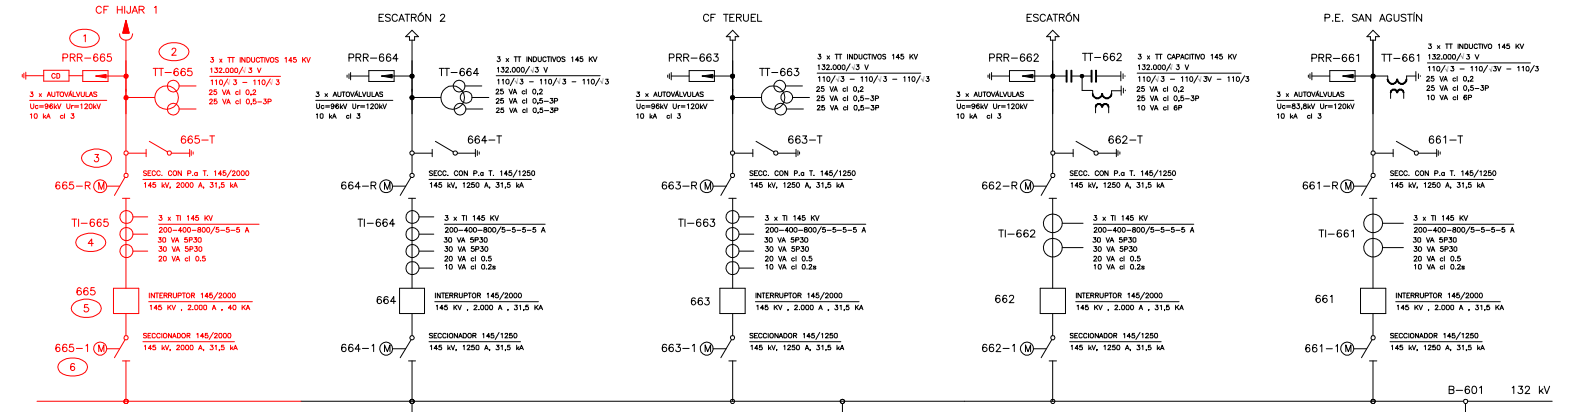 CF HIJAR 1
1
2
PRR-665
CD
TT-665
3 x TT INDUCTIVOS 145 KV
132.000/√3 V
110/√3 - 110/√3 - 110/√3
25 VA cl 0,2
25 VA cl 0,5-3P
25 VA cl 0,5-3P
3 x AUTOVÁLVULAS
Uc=96kV Ur=120kV
10 kA cl 3
665-T
3
SECC. CON P.a T. 145/2000
665-R
M
145 kV, 2000 A, 31,5 kA
TI-665
3 x TI 145 KV
200-400-800/5-5-5-5 A
4
30 VA 5P30
30 VA 5P30
20 VA cl 0.5
665
5
INTERRUPTOR 145/2000
145 KV , 2.000 A , 40 KA
SECCIONADOR 145/2000
665-1
M
145 kV, 2000 A, 31,5 kA
6
ESCATRÓN 2
PRR-664
TT-664
3 x TT INDUCTIVOS 145 KV
132.000/√3 V
110/√3 - 110/√3 - 110/√3
25 VA cl 0,2
25 VA cl 0,5-3P
25 VA cl 0,5-3P
3 x AUTOVÁLVULAS
Uc=96kV Ur=120kV
10 kA cl 3
664-T
SECC. CON P.a T. 145/1250
664-R
M
145 kV, 1250 A, 31,5 kA
TI-664
3 x TI 145 KV
200-400-800/5-5-5-5 A
30 VA 5P30
30 VA 5P30
20 VA cl 0.5
10 VA cl 0.2s
664
INTERRUPTOR 145/2000
145 KV , 2.000 A , 31,5 KA
SECCIONADOR 145/1250
664-1
M
145 kV, 1250 A, 31,5 kA
CF TERUEL
PRR-663
TT-663
3 x TT INDUCTIVOS 145 KV
132.000/√3 V
110/√3 - 110/√3 - 110/√3
25 VA cl 0,2
25 VA cl 0,5-3P
25 VA cl 0,5-3P
3 x AUTOVÁLVULAS
Uc=96kV Ur=120kV
10 kA cl 3
663-T
SECC. CON P.a T. 145/1250
663-R
M
145 kV, 1250 A, 31,5 kA
TI-663
3 x TI 145 KV
200-400-800/5-5-5-5 A
30 VA 5P30
30 VA 5P30
20 VA cl 0.5
10 VA cl 0.2s
663
INTERRUPTOR 145/2000
145 KV , 2.000 A , 31,5 KA
SECCIONADOR 145/1250
663-1
M
145 kV, 1250 A, 31,5 kA
ESCATRÓN
PRR-662
TT-662
3 x TT CAPACITIVO 145 KV
132.000/√3 V
110/√3 - 110/√3V - 110/√3
25 VA cl 0,2
25 VA cl 0,5-3P
10 VA cl 6P
3 x AUTOVÁLVULAS
Uc=96kV Ur=120kV
10 kA cl 3
662-T
SECC. CON P.a T. 145/1250
662-R
M
145 kV, 1250 A, 31,5 kA
TI-662
3 x TI 145 KV
200-400-800/5-5-5-5 A
30 VA 5P30
30 VA 5P30
20 VA cl 0.5
10 VA cl 0.2s
662
INTERRUPTOR 145/2000
145 KV , 2.000 A , 31,5 KA
SECCIONADOR 145/1250
662-1
M
145 kV, 1250 A, 31,5 kA
P.E. SAN AGUSTÍN
PRR-661
TT-661
3 x TT INDUCTIVO 145 KV
132.000/√3 V
110/√3 - 110/√3V - 110/3
25 VA cl 0,2
25 VA cl 0,5-3P
10 VA cl 6P
3 x AUTOVÁLVULAS
Uc=83,8kV Ur=120kV
10 kA cl 3
661-T
SECC. CON P.a T. 145/1250
661-R
M
145 kV, 1250 A, 31,5 kA
TI-661
3 x TI 145 KV
200-400-800/5-5-5-5 A
30 VA 5P30
30 VA 5P30
20 VA cl 0.5
10 VA cl 0.2s
661
INTERRUPTOR 145/2000
145 KV , 2.000 A , 31,5 KA
SECCIONADOR 145/1250
661-1
M
145 kV, 1250 A, 31,5 kA
B-601 132 kV